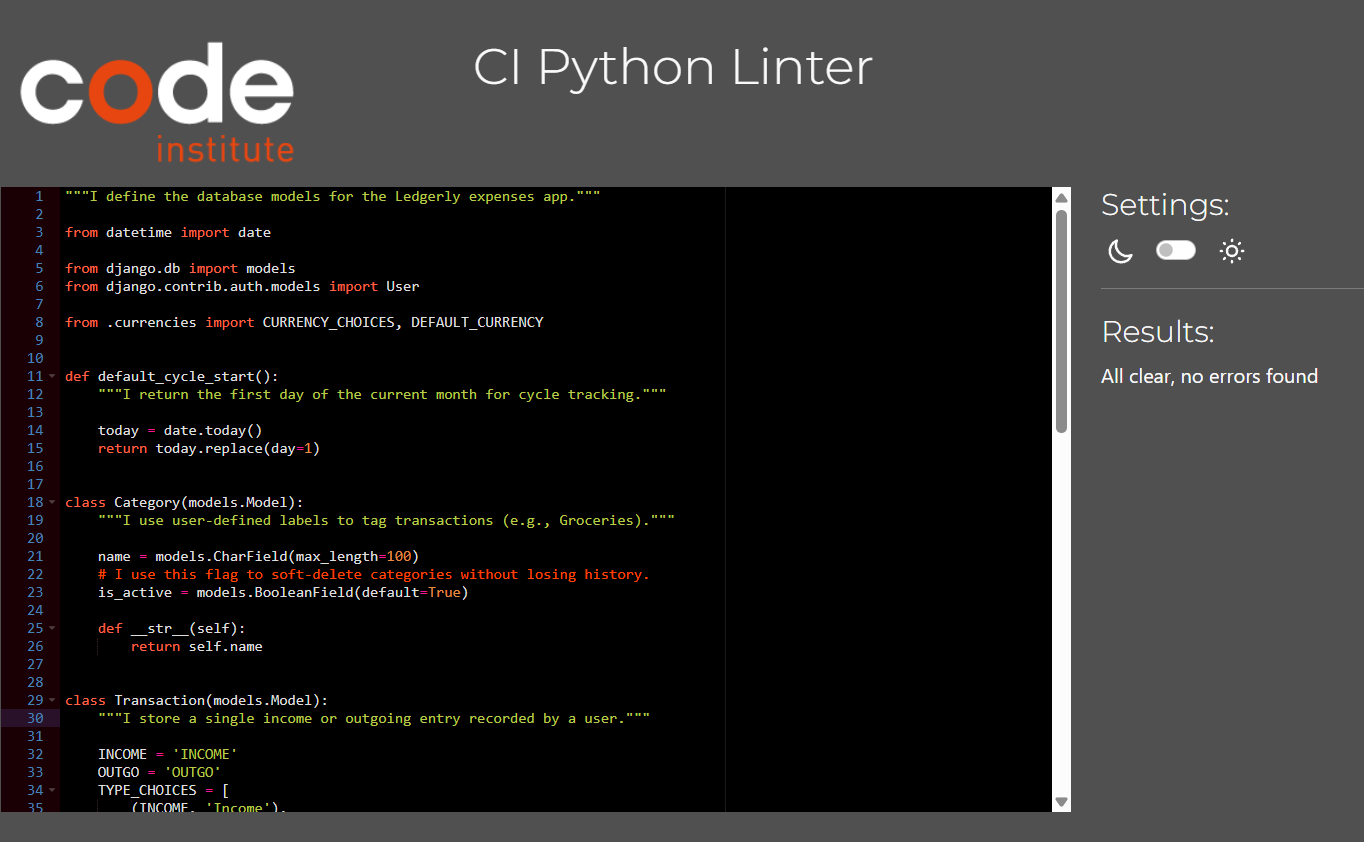 code
institute
CI Python Linter
1 """I define the database models for the Ledgerly expenses app."""
2
3 from datetime import date
4
5 from django.db import models
6 from django.contrib.auth.models import User
7
8 from .currencies import CURRENCY_CHOICES, DEFAULT_CURRENCY
9
10
11 def default_cycle_start():
12     """I return the first day of the current month for cycle tracking."""
13
14     today = date.today()
15     return today.replace(day=1)
16
17
18 class Category(models.Model):
19     """I use user-defined labels to tag transactions (e.g., Groceries)."""
20
21     name = models.CharField(max_length=100)
22     # I use this flag to soft-delete categories without losing history.
23     is_active = models.BooleanField(default=True)
24
25     def __str__(self):
26         return self.name
27
28
29 class Transaction(models.Model):
30     """I store a single income or outgoing entry recorded by a user."""
31
32     INCOME = 'INCOME'
33     OUTGO = 'OUTGO'
34     TYPE_CHOICES = [
35         (INCOME, 'Income'),
Settings:
Results:
All clear, no errors found